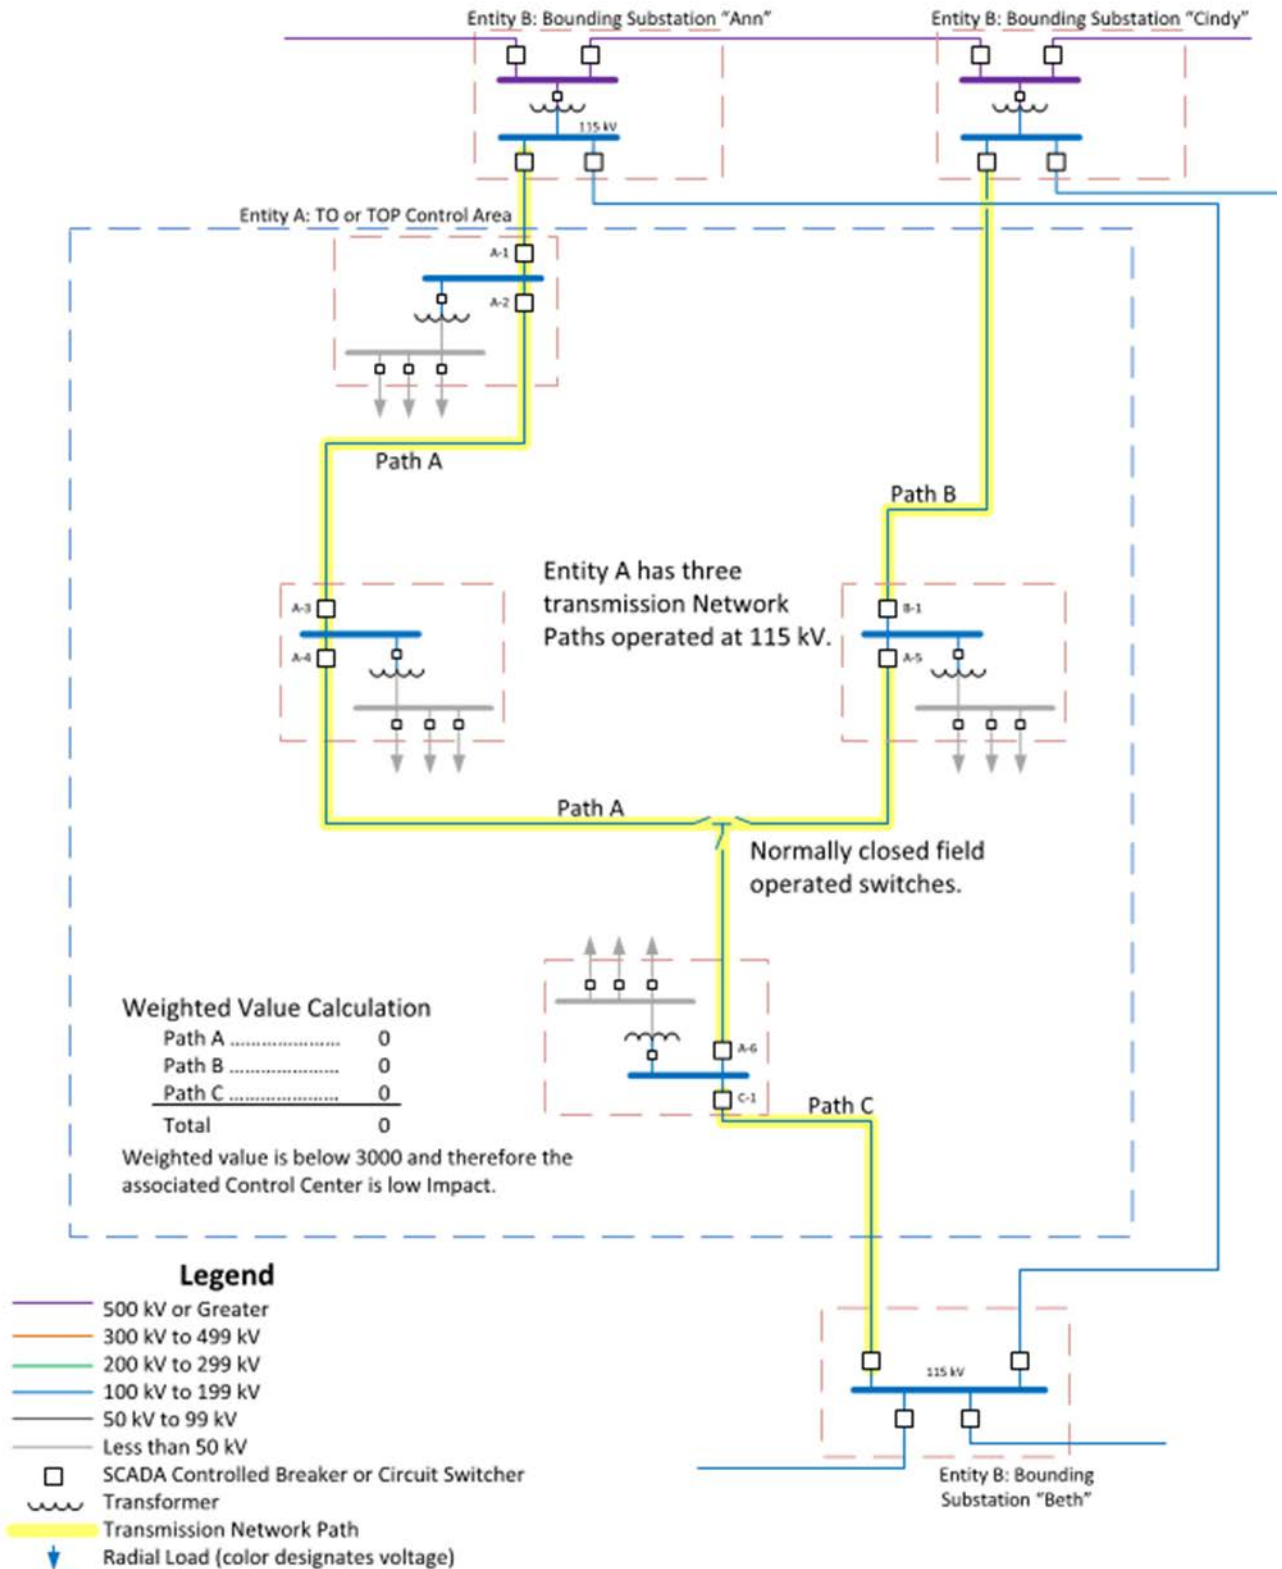 Entity B: Bounding Substation “Ann”
Entity B: Bounding Substation “Cindy”
115 kV
Entity A: TO or TOP Control Area
A-1
A-2
Path A
Path B
Entity A has three
transmission Network
Paths operated at 115 kV.
A-3
A-4
B-1
A-5
Path A
Normally closed field
operated switches.
Weighted Value Calculation
Path A ..................... 0
Path B ..................... 0
Path C ..................... 0
Total 0
Weighted value is below 3000 and therefore the
associated Control Center is low Impact.
A-6
C-1
Path C
Legend
500 kV or Greater
300 kV to 499 kV
200 kV to 299 kV
100 kV to 199 kV
50 kV to 99 kV
Less than 50 kV
SCADA Controlled Breaker or Circuit Switcher
Transformer
Transmission Network Path
Radial Load (color designates voltage)
115 kV
Entity B: Bounding
Substation “Beth”